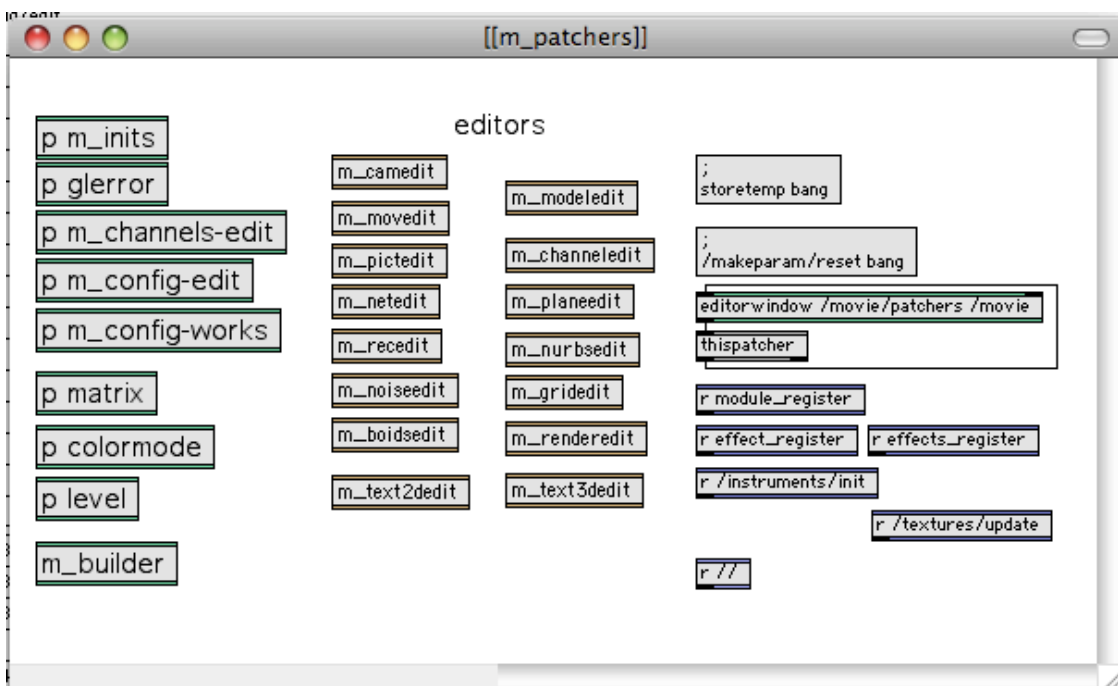 [[m_patchers]]
p m_inits
p glerror
p m_channels-edit
p m_config-edit
p m_config-works
p matrix
p colormode
p level
m_builder
editors
m_camedit
m_movedit
m_pictedit
m_netedit
m_recedit
m_noiseedit
m_boidsedit
m_text2dedit
m_modeledit
m_channeledit
m_planeedit
m_nurbsedit
m_gridedit
m_renderedit
m_text3dedit
;
storetemp bang
;
/makeparam/reset bang
editorwindow /movie/patchers /movie
thispatcher
r module_register
r effect_register
r effects_register
r /instruments/init
r /textures/update
r //